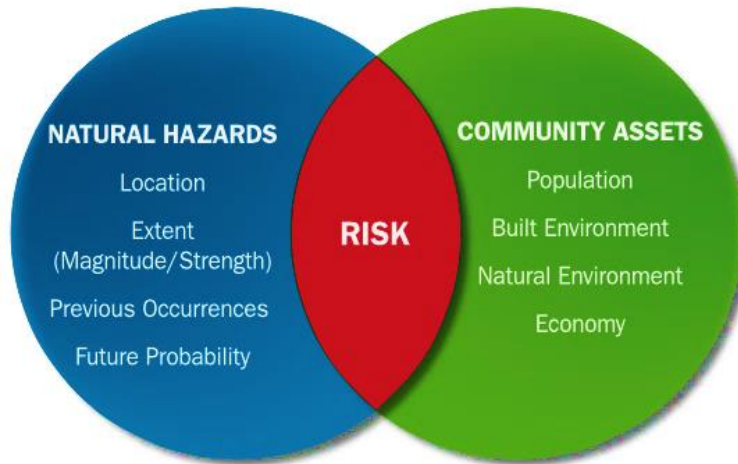 NATURAL HAZARDS
Location
Extent
(Magnitude/Strength)
Previous Occurrences
Future Probability
RISK
COMMUNITY ASSETS
Population
Built Environment
Natural Environment
Economy